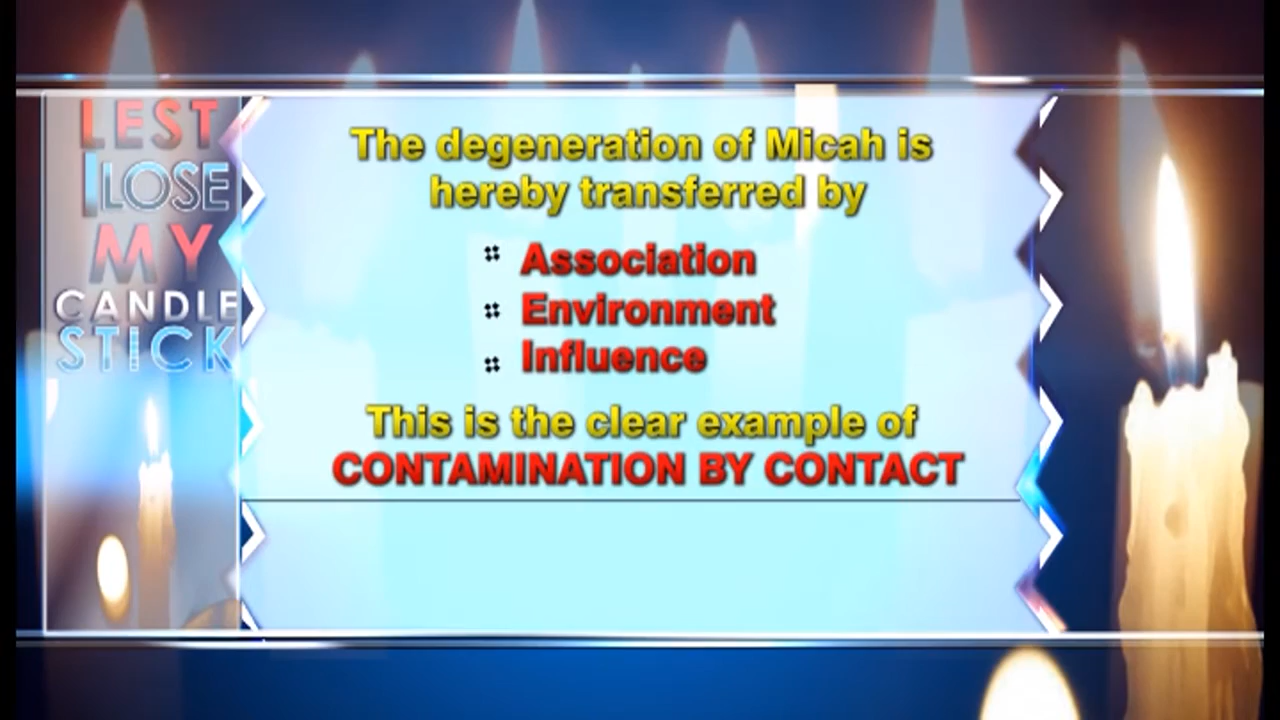 LEST
I LOSE
MY
CANDLE
STICK
The degeneration of Micah is
hereby transferred by
Association
Environment
Influence
This is the clear example of
CONTAMINATION BY CONTACT